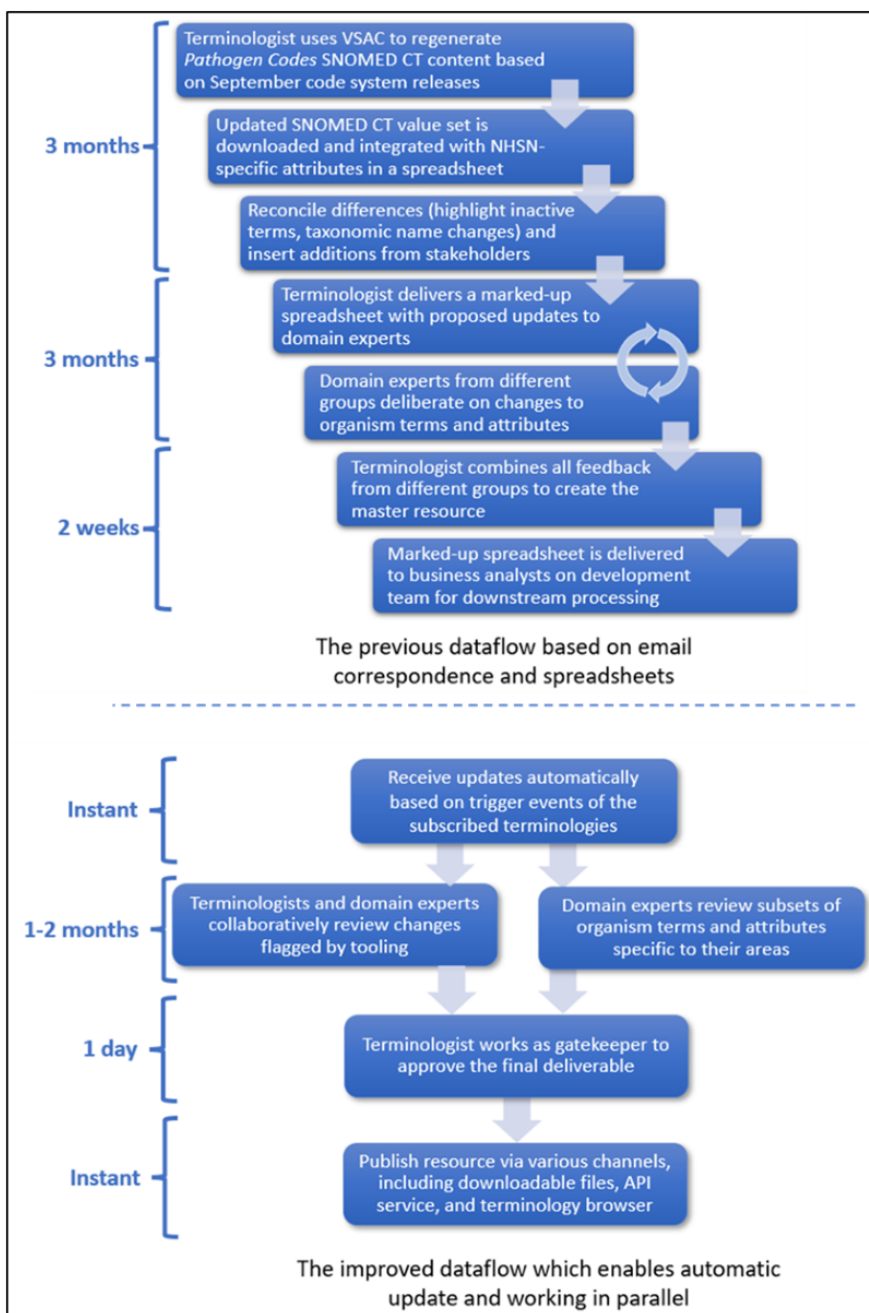 Terminologist uses VSAC to regenerate
Pathogen Codes SNOMED CT content based
on September code system releases
3 months
Updated SNOMED CT value set is
downloaded and integrated with NHSN-
specific attributes in a spreadsheet
Reconcile differences (highlight inactive
terms, taxonomic name changes) and
insert additions from stakeholders
3 months
Terminologist delivers a marked-up
spreadsheet with proposed updates to
domain experts
Domain experts from different
groups deliberate on changes to
organism terms and attributes
2 weeks
Terminologist combines all feedback
from different groups to create the
master resource
Marked-up spreadsheet is delivered
to business analysts on development
team for downstream processing
The previous dataflow based on email
correspondence and spreadsheets
Instant
Receive updates automatically
based on trigger events of the
subscribed terminologies
1-2 months
Terminologists and domain experts
collaboratively review changes
flagged by tooling
Domain experts review subsets of
organism terms and attributes
specific to their areas
1 day
Terminologist works as gatekeeper to
approve the final deliverable
Instant
Publish resource via various channels,
including downloadable files, API
service, and terminology browser
The improved dataflow which enables automatic
update and working in parallel